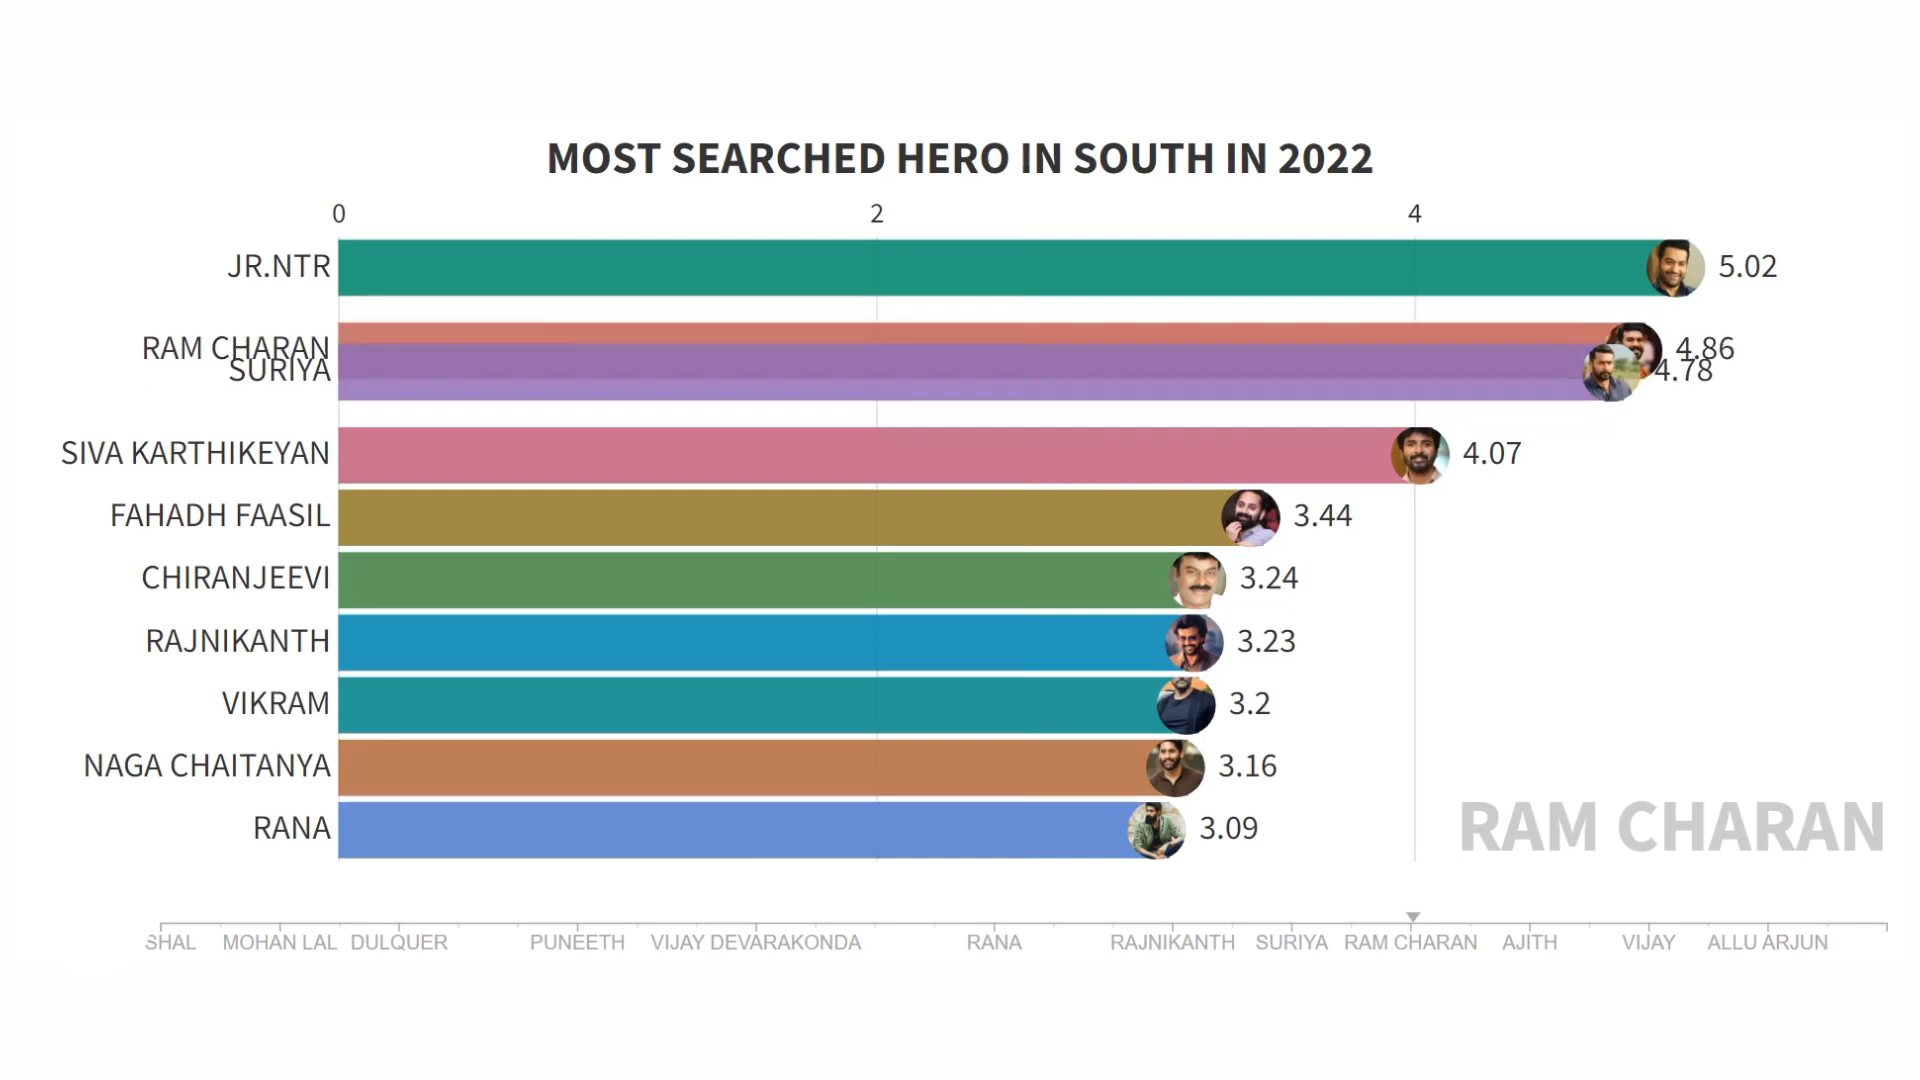 MOST SEARCHED HERO IN SOUTH IN 2022
0 2 4
JR.NTR 5.02
RAM CHARAN 4.86
SURIYA 4.78
SIVA KARTHIKEYAN 4.07
FAHADH FAASIL 3.44
CHIRANJEEVI 3.24
RAJNIKANTH 3.23
VIKRAM 3.2
NAGA CHAITANYA 3.16
RANA 3.09
RAM CHARAN
SHAL MOHAN LAL DULQUER PUNEETH VIJAY DEVARAKONDA RANA RAJNIKANTH SURIYA RAM CHARAN AJITH VIJAY ALLU ARJUN